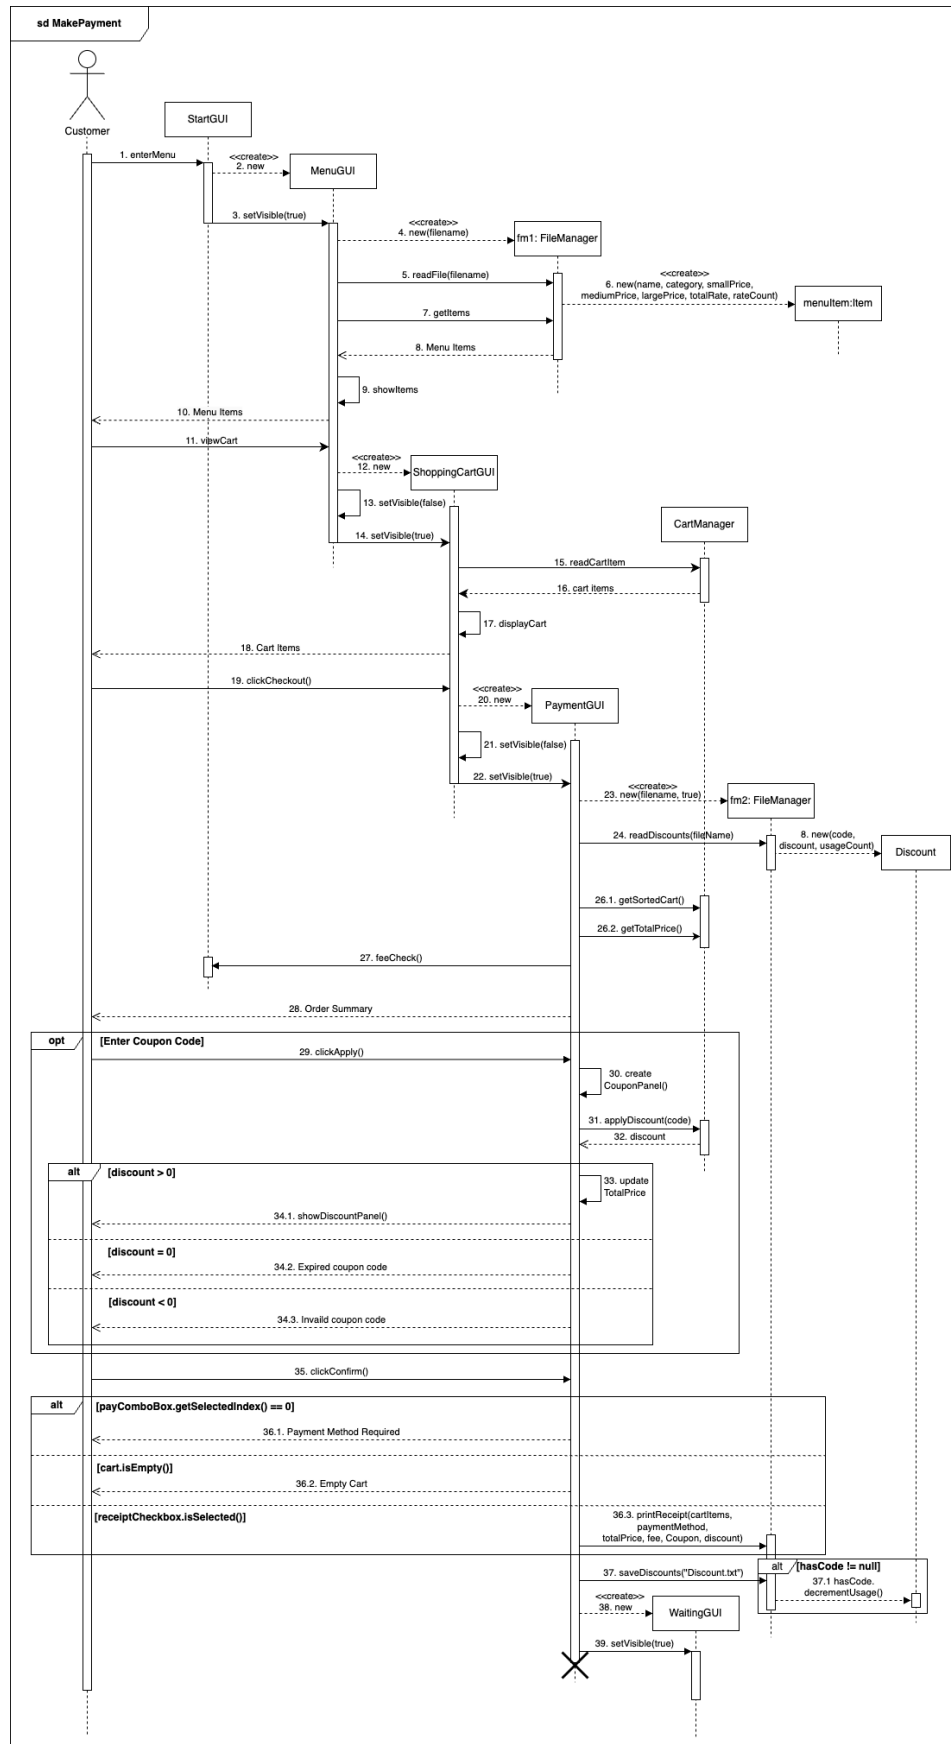 sd MakePayment
Customer
StartGUI
1. enterMenu
<<create>>
2. new
MenuGUI
3. setVisible(true)
<<create>>
4. new(filename)
fm1: FileManager
5. readFile(filename)
<<create>>
6. new(name, category, smallPrice,
mediumPrice, largePrice, totalRate, rateCount)
menuItem:Item
7. getItems
8. Menu Items
9. showItems
10. Menu Items
11. viewCart
<<create>>
12. new
ShoppingCartGUI
13. setVisible(false)
14. setVisible(true)
CartManager
15. readCartItem
16. cart items
17. displayCart
18. Cart Items
19. clickCheckout()
<<create>>
20. new
PaymentGUI
21. setVisible(false)
22. setVisible(true)
<<create>>
23. new(filename, true)
fm2: FileManager
24. readDiscounts(fileName)
8. new(code,
discount, usageCount)
Discount
26.1. getSortedCart()
26.2. getTotalPrice()
27. feeCheck()
28. Order Summary
opt
[Enter Coupon Code]
29. clickApply()
30. create
CouponPanel()
31. applyDiscount(code)
32. discount
alt
[discount > 0]
33. update
TotalPrice
34.1. showDiscountPanel()
[discount = 0]
34.2. Expired coupon code
[discount < 0]
34.3. Invaild coupon code
35. clickConfirm()
alt
[payComboBox.getSelectedIndex() == 0]
36.1. Payment Method Required
[cart.isEmpty()]
36.2. Empty Cart
[receiptCheckbox.isSelected()]
36.3. printReceipt(cartItems,
paymentMethod,
totalPrice, fee, Coupon, discount)
37. saveDiscounts("Discount.txt")
alt
[hasCode != null]
37.1 hasCode.
decrementUsage()
<<create>>
38. new
WaitingGUI
39. setVisible(true)